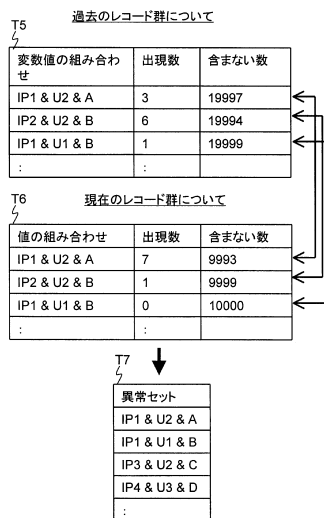 過去のレコード群について
T5
変数値の組み合わ
せ 出現数 含まない数
IP1 & U2 & A 3 19997
IP2 & U2 & B 6 19994
IP1 & U1 & B 1 19999
: :
T6 現在のレコード群について
値の組み合わせ 出現数 含まない数
IP1 & U2 & A 7 9993
IP2 & U2 & B 1 9999
IP1 & U1 & B 0 10000
: :
T7
異常セット
IP1 & U2 & A
IP1 & U1 & B
IP3 & U2 & C
IP4 & U3 & D
: